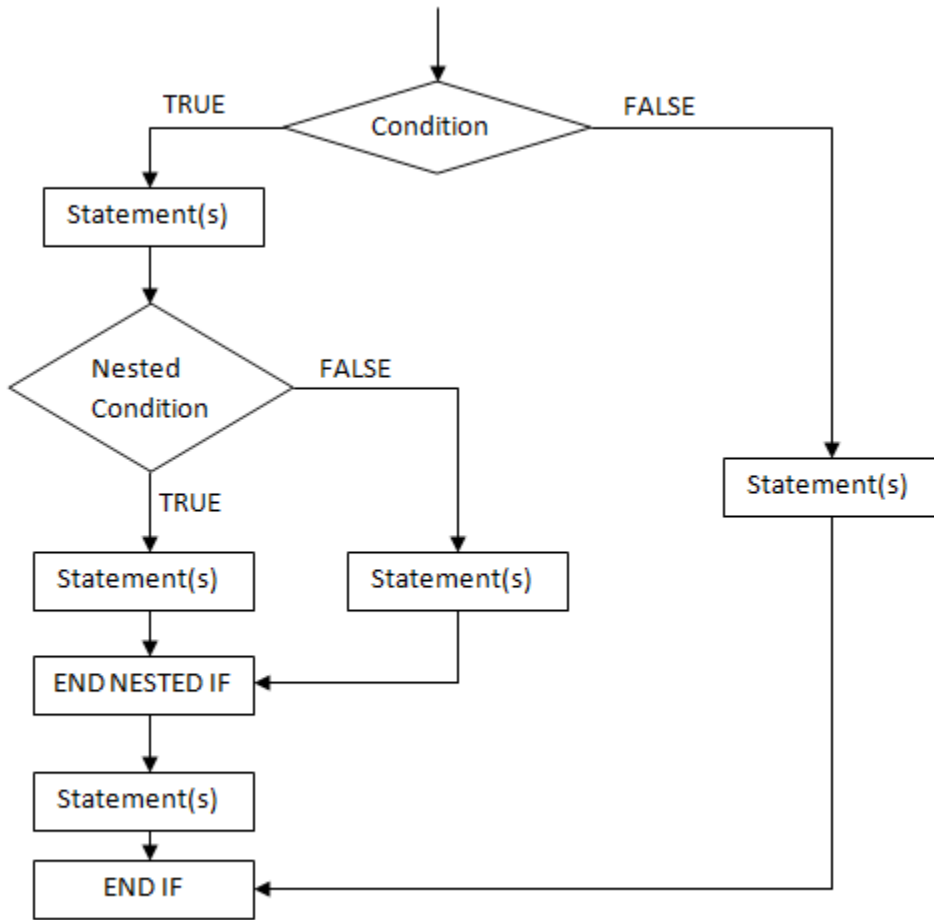 TRUE
FALSE
Condition
Statement(s)
Nested
Condition
FALSE
TRUE
Statement(s)
Statement(s)
Statement(s)
END NESTED IF
Statement(s)
END IF